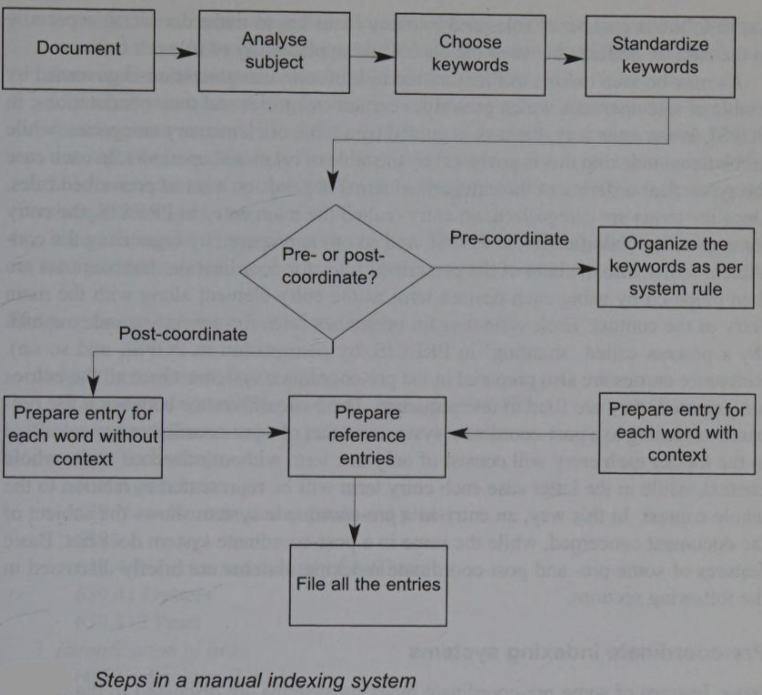 Document
Analyse
subject
Choose
keywords
Standardize
keywords
Pre- or post-
coordinate?
Pre-coordinate
Organize the
keywords as per
system rule
Post-coordinate
Prepare entry for
each word without
context
Prepare
reference
entries
Prepare entry for
each word with
context
File all the entries
Steps in a manual indexing system